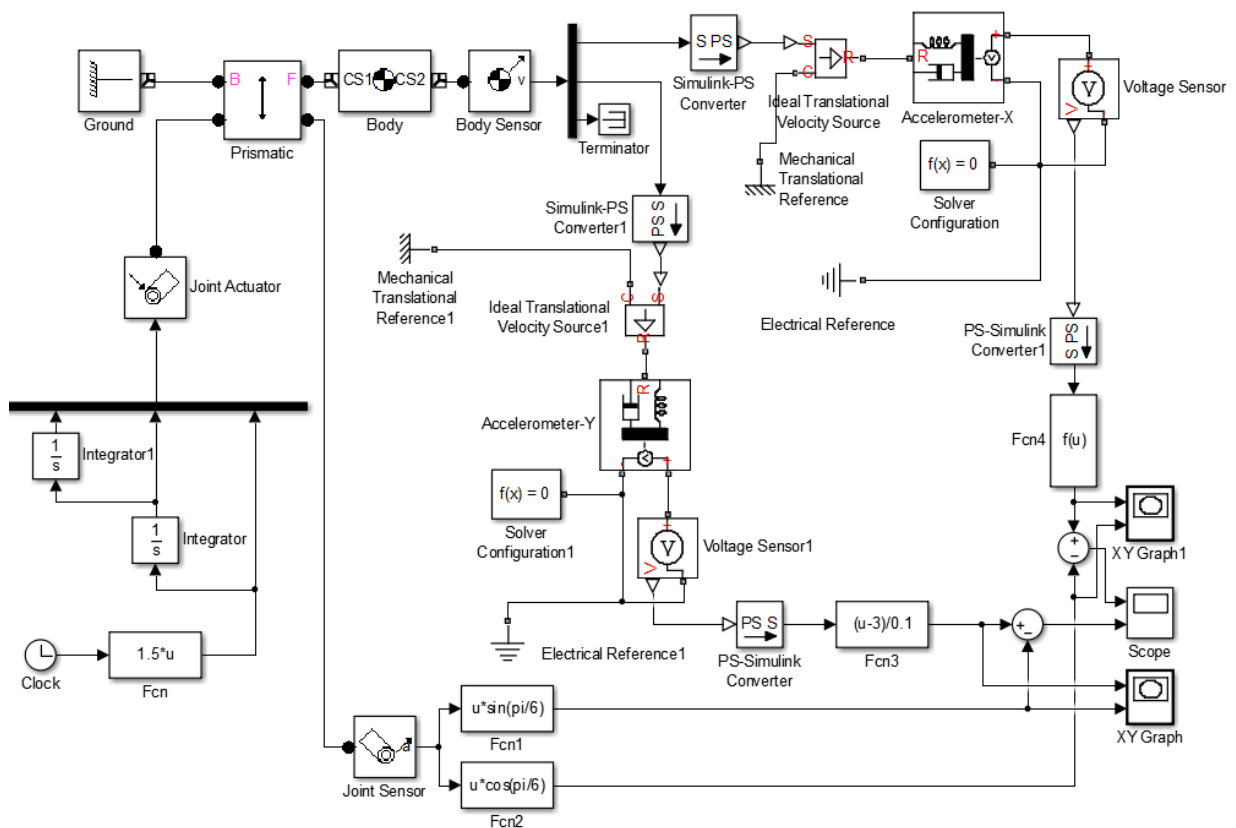 S PS
Simulink-PS
Converter
S
C
R
Ideal Translational
Velocity Source
R
+
-
Accelerometer-X
+
V
V
Voltage Sensor
Ground
B
F
Prismatic
CS1
CS2
Body
v
Body Sensor
Terminator
Mechanical
Translational
Reference
f(x) = 0
Solver
Configuration
Simulink-PS
Converter1
PS S
Joint Actuator
Mechanical
Translational
Reference1
Ideal Translational
Velocity Source1
C
S
R
Electrical Reference
PS-Simulink
Converter1
S PS
Accelerometer-Y
R
-
+
Fcn4
f(u)
1
s
Integrator1
1
s
Integrator
f(x) = 0
Solver
Configuration1
+
V
V
Voltage Sensor1
+
−
XY Graph1
Clock
1.5*u
Fcn
Electrical Reference1
PS S
PS-Simulink
Converter
(u-3)/0.1
Fcn3
+
−
Scope
XY Graph
a
Joint Sensor
u*sin(pi/6)
Fcn1
u*cos(pi/6)
Fcn2